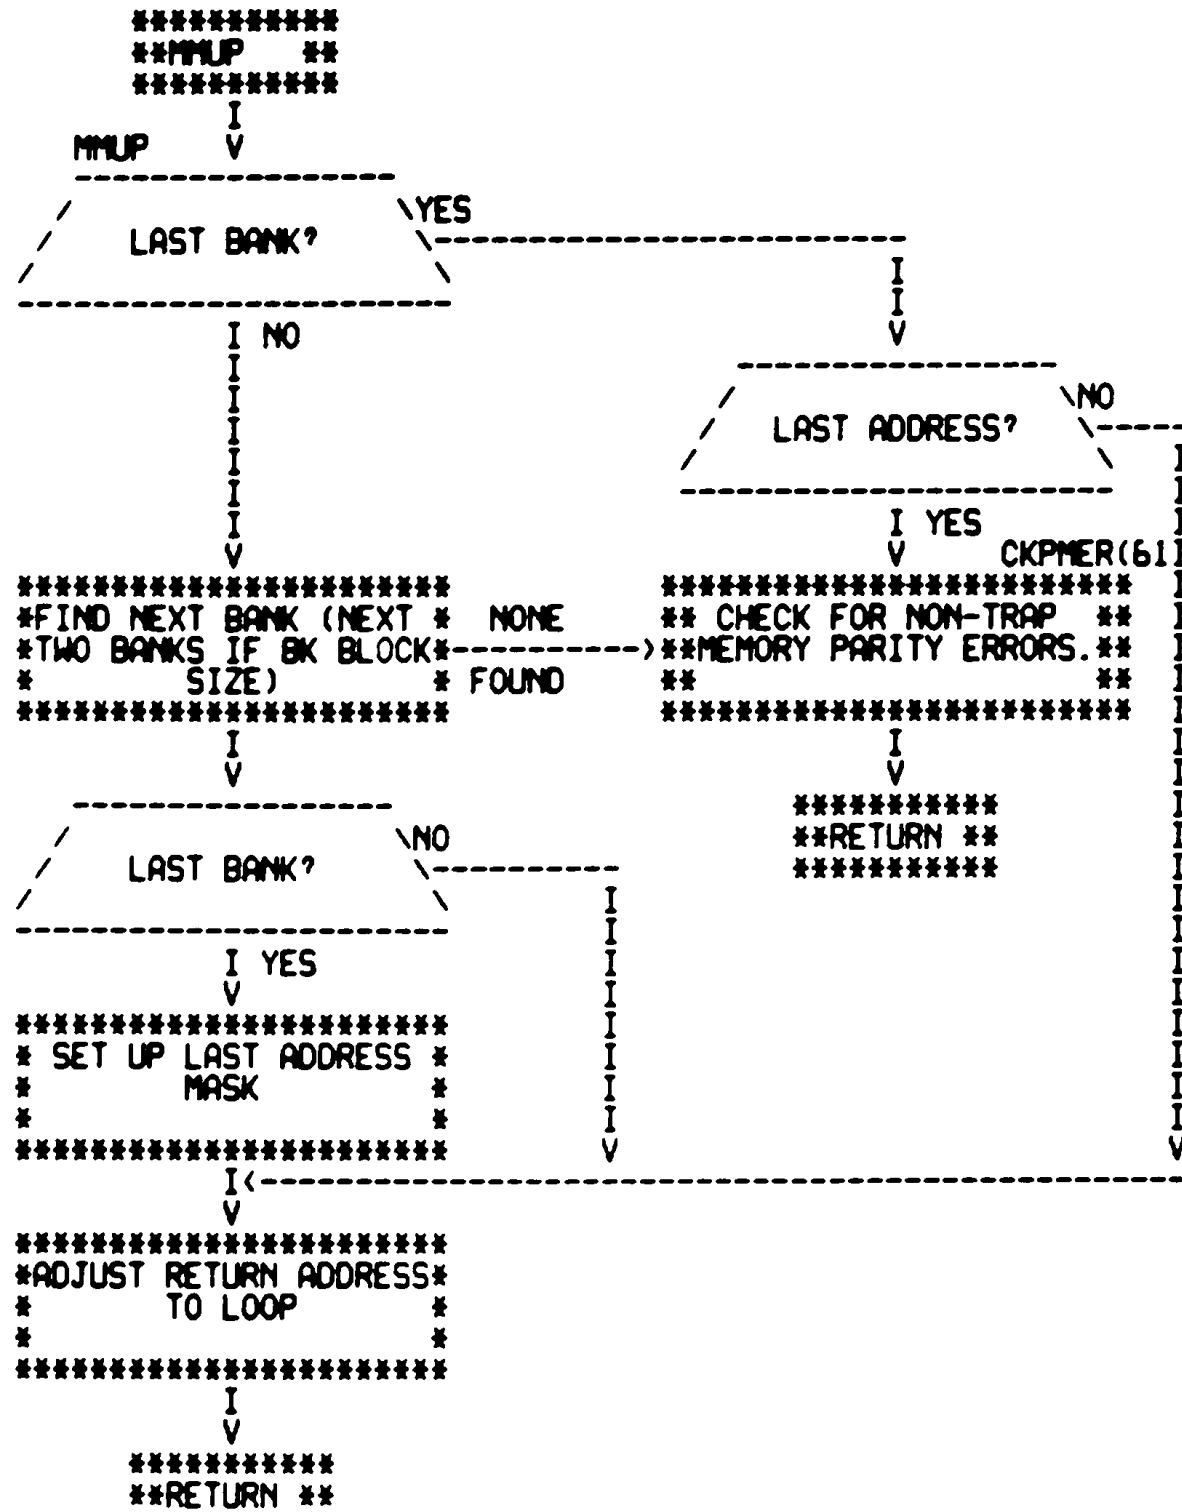 ***********
**MMUP   **
***********
I
V
MMUP
LAST BANK?
YES
I NO
LAST ADDRESS?
NO
I YES
V
CKPMER(61)
*FIND NEXT BANK (NEXT *
*TWO BANKS IF 8K BLOCK*
*        SIZE)        *
NONE
FOUND
** CHECK FOR NON-TRAP  **
**MEMORY PARITY ERRORS.**
**                     **
**RETURN **
LAST BANK?
NO
I YES
V
* SET UP LAST ADDRESS *
*        MASK         *
*                     *
I<
V
*ADJUST RETURN ADDRESS*
*       TO LOOP       *
*                     *
I
V
***********
**RETURN **